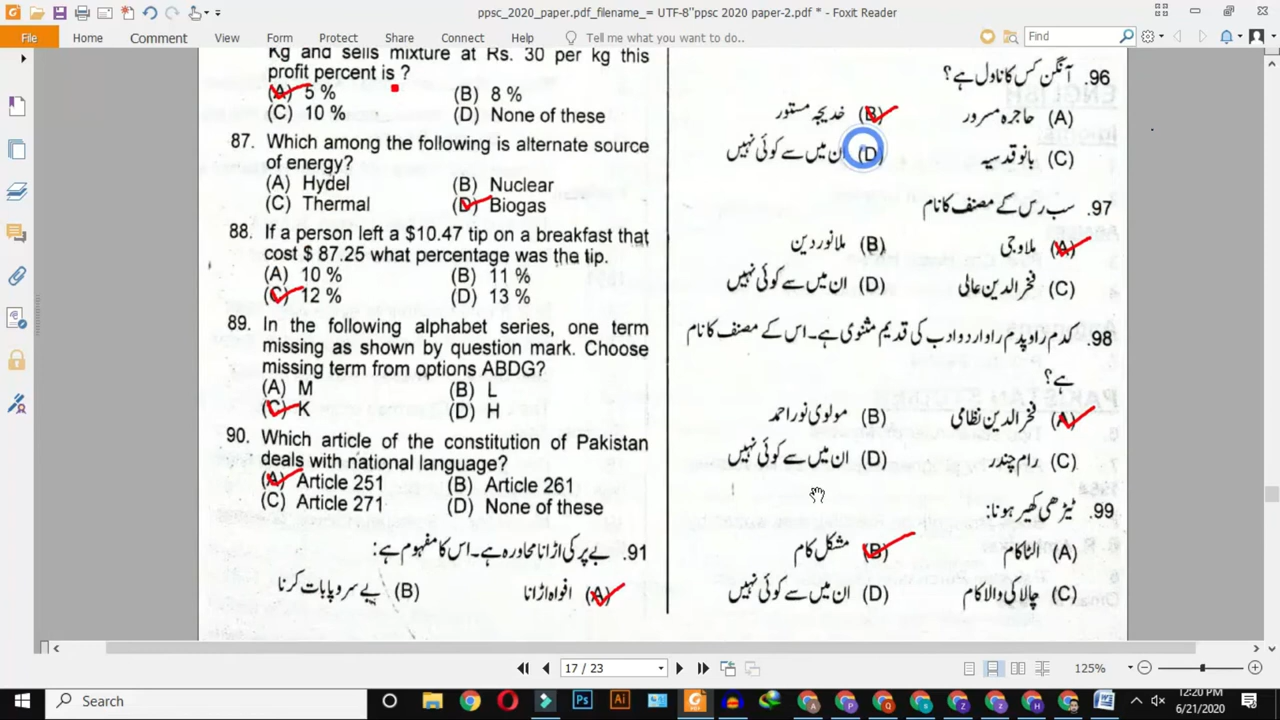 ppsc_2020_paper.pdf_filename_= UTF-8''ppsc 2020 paper-2.pdf * - Foxit Reader
File Home Comment View Form Protect Share Connect Help Tell me what you want to do.. Find
Kg and sells mixture at Rs. 30 per kg this
profit percent is ?
(A) 5 % (B) 8 %
(C) 10 % (D) None of these
87. Which among the following is alternate source
of energy?
(A) Hydel (B) Nuclear
(C) Thermal (D) Biogas
88. If a person left a $10.47 tip on a breakfast that
cost $ 87.25 what percentage was the tip.
(A) 10 % (B) 11 %
(C) 12 % (D) 13 %
89. In the following alphabet series, one term
missing as shown by question mark. Choose
missing term from options ABDG?
(A) M (B) L
(C) K (D) H
90. Which article of the constitution of Pakistan
deals with national language?
(A) Article 251 (B) Article 261
(C) Article 271 (D) None of these
91. بے پر کی اڑانا محاورہ ہے۔ اس کا مفہوم ہے:
(A) افواہ اڑانا (B) بے سروپا بات کرنا
96. آنگن کس کا ناول ہے؟
(A) حاجرہ مسرور (B) خدیجہ مستور
(C) بانو قدسیہ (D) ان میں سے کوئی نہیں
97. سب رس کے مصنف کا نام
(A) ملا وجی (B) ملا نوردین
(C) فخر الدین عالی (D) ان میں سے کوئی نہیں
98. کدم راو پدم راو اردو ادب کی قدیم مثنوی ہے۔ اس کے مصنف کا نام
ہے؟
(A) فخر الدین نظامی (B) مولوی نور احمد
(C) رام چندر (D) ان میں سے کوئی نہیں
99. ٹیڑھی کھیر ہونا:
(A) الٹا کام (B) مشکل کام
(C) چالاکی والا کام (D) ان میں سے کوئی نہیں
17 / 23 125%
Search 12:20 PM
6/21/2020